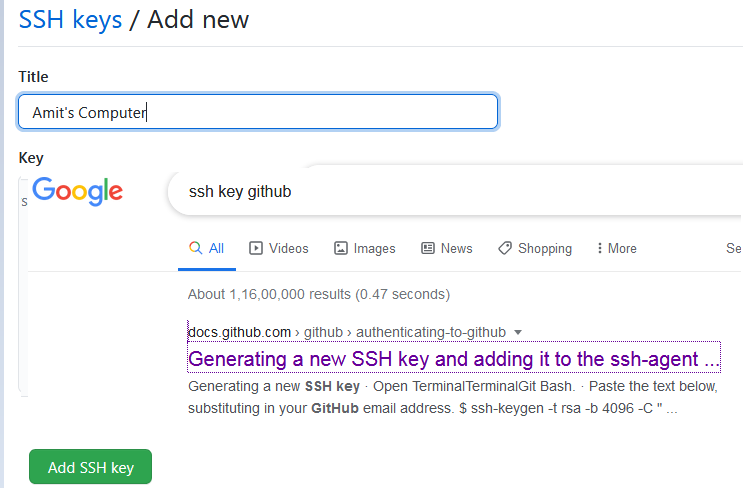 SSH keys / Add new
Title
Amit's Computer
Key
s
Google
ssh key github
All Videos Images News Shopping More Se
About 1,16,00,000 results (0.47 seconds)
docs.github.com › github › authenticating-to-github
Generating a new SSH key and adding it to the ssh-agent ...
Generating a new SSH key · Open TerminalTerminalGit Bash. · Paste the text below,
substituting in your GitHub email address. $ ssh-keygen -t rsa -b 4096 -C " ...
Add SSH key